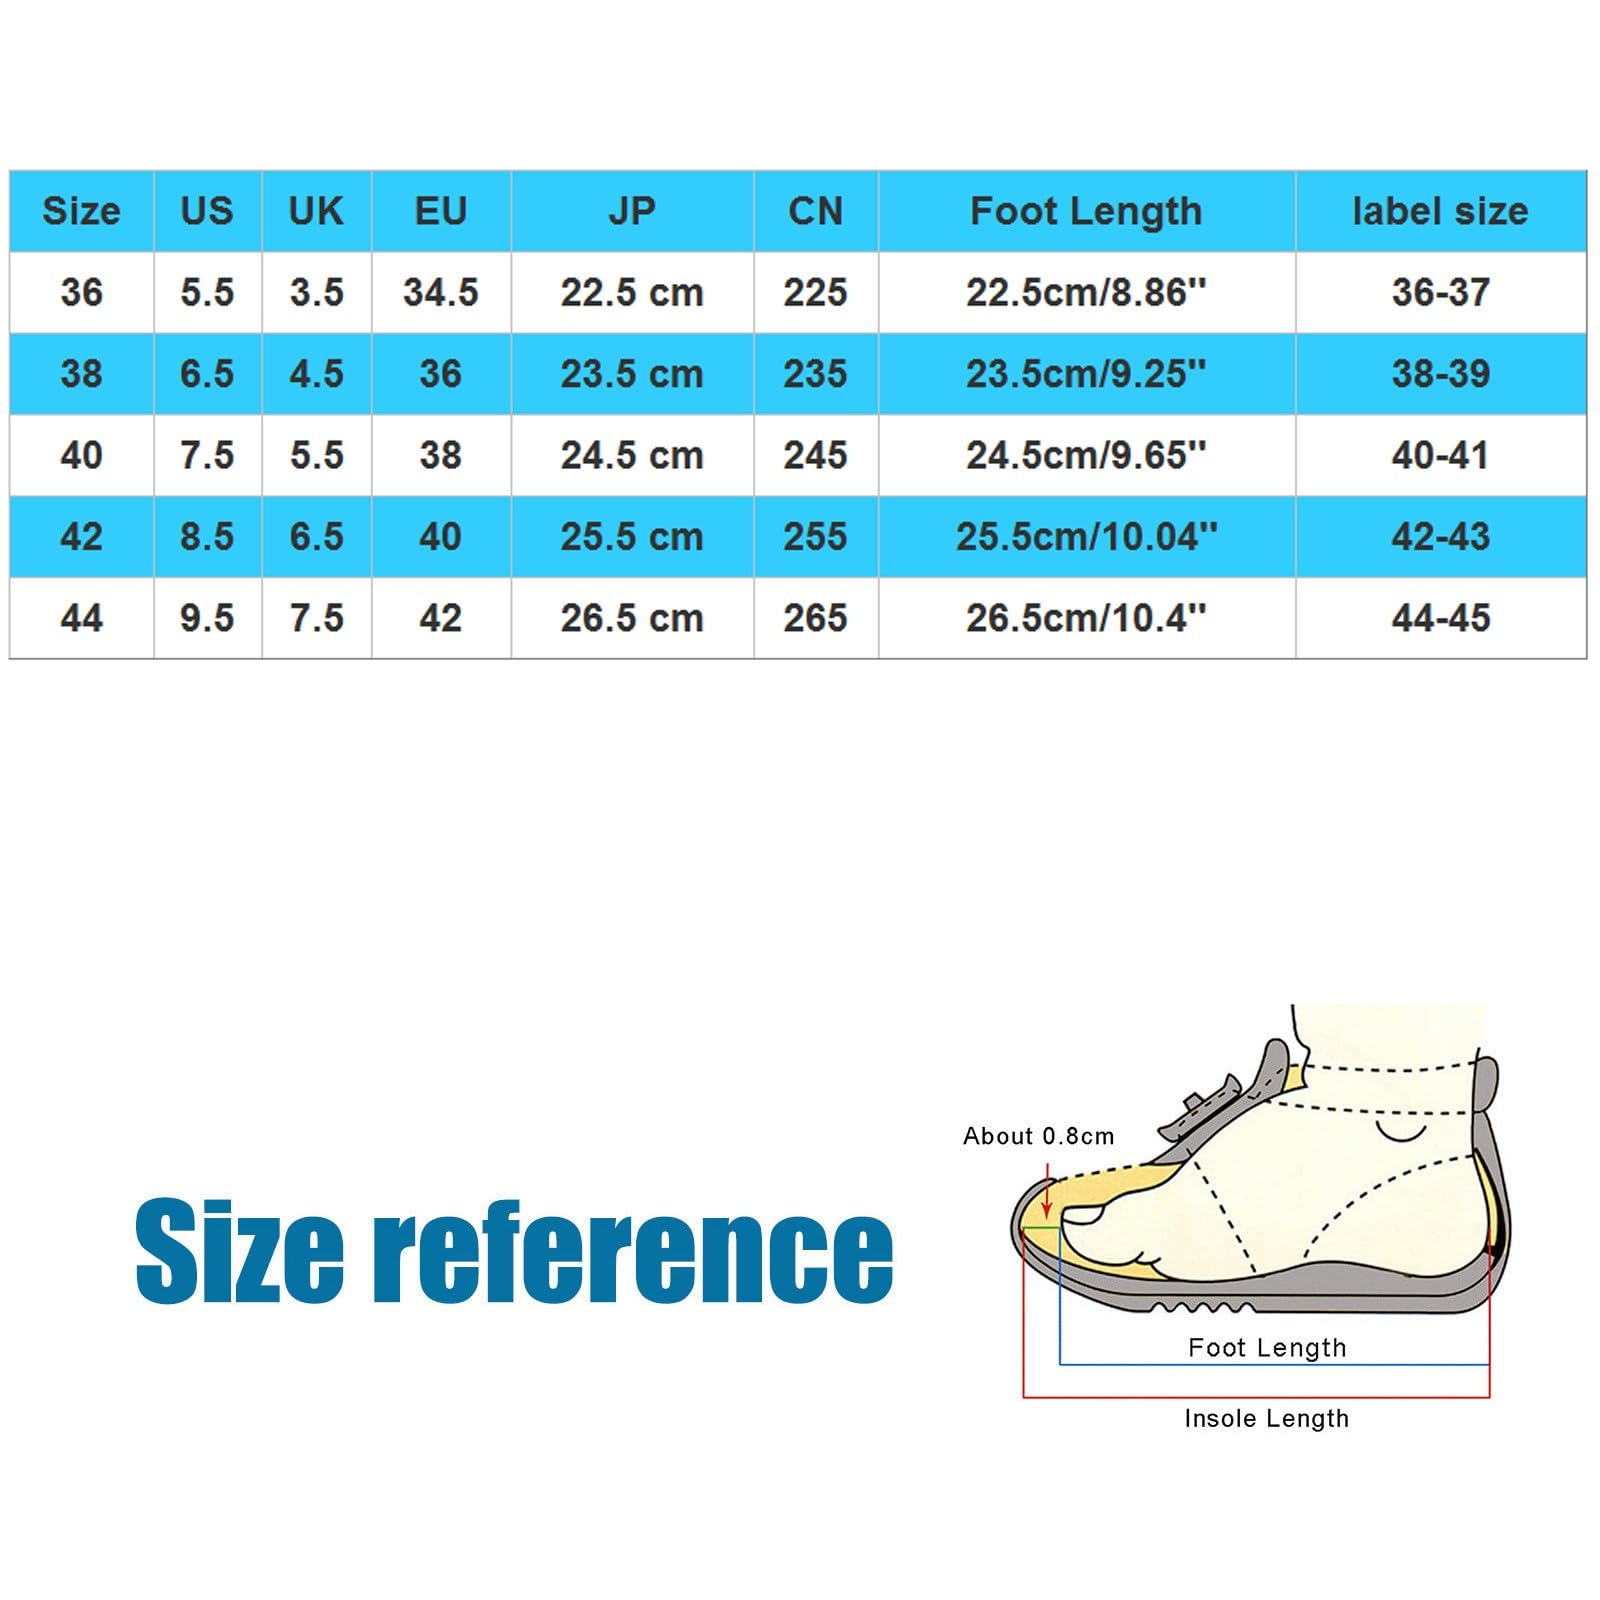 Size US UK EU JP CN Foot Length label size
36 5.5 3.5 34.5 22.5 cm 225 22.5cm/8.86'' 36-37
38 6.5 4.5 36 23.5 cm 235 23.5cm/9.25'' 38-39
40 7.5 5.5 38 24.5 cm 245 24.5cm/9.65'' 40-41
42 8.5 6.5 40 25.5 cm 255 25.5cm/10.04'' 42-43
44 9.5 7.5 42 26.5 cm 265 26.5cm/10.4'' 44-45
Size reference
About 0.8cm
Foot Length
Insole Length